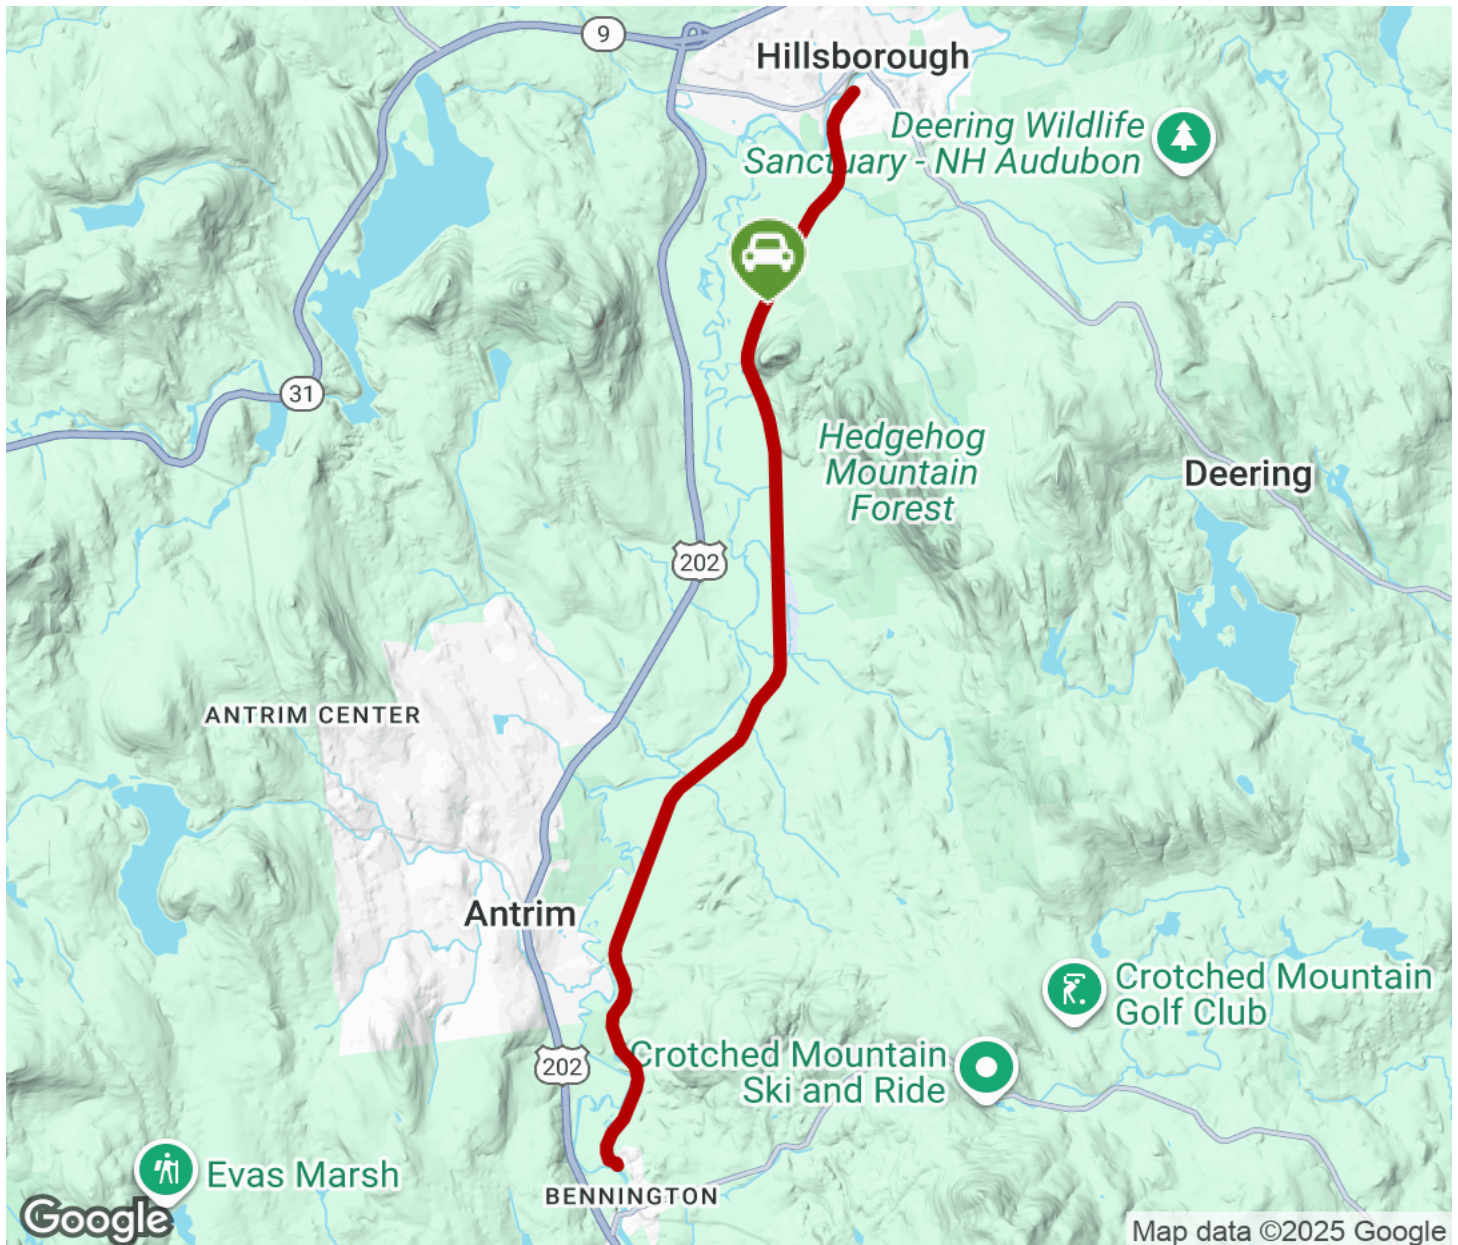 9
Hillsborough
Deering Wildlife
Sanctuary - NH Audubon
31
Hedgehog
Mountain
Forest
Deering
202
ANTRIM CENTER
Antrim
Crotched Mountain
Golf Club
202
Crotched Mountain
Ski and Ride
Evas Marsh
BENNINGTON
Google
Map data ©2025 Google